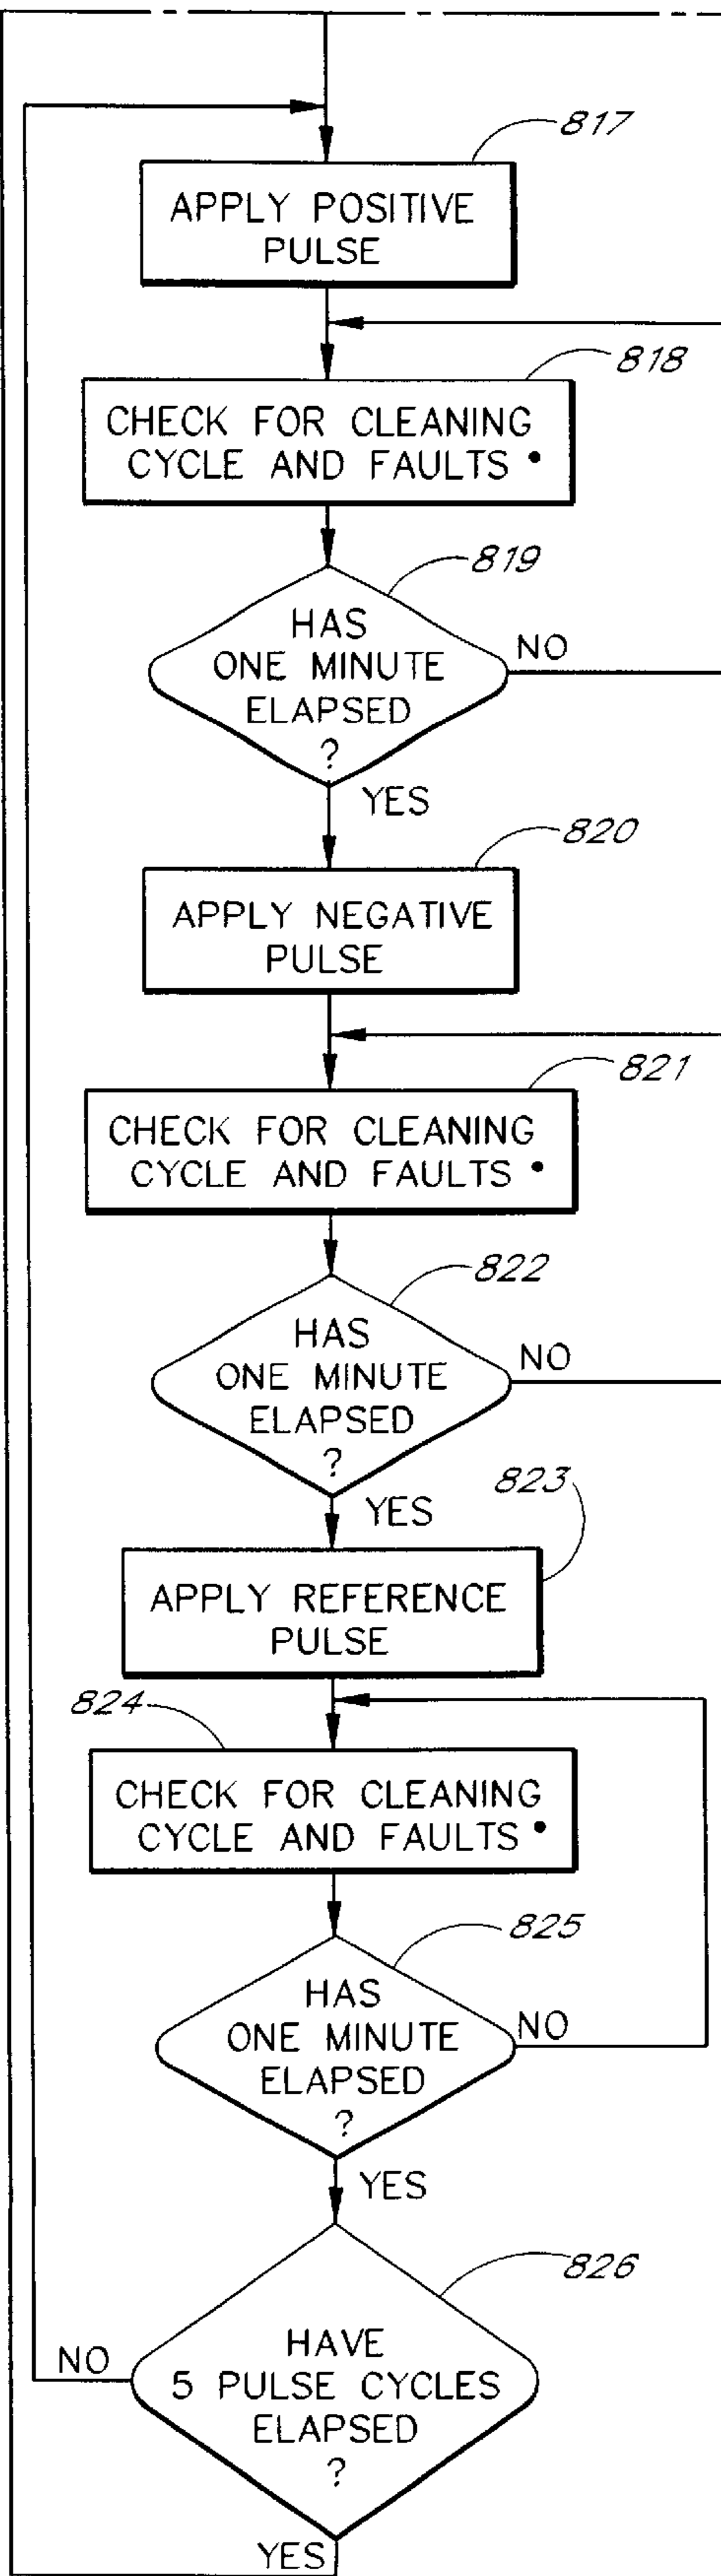 817
APPLY POSITIVE
PULSE
818
CHECK FOR CLEANING
CYCLE AND FAULTS •
819
HAS
ONE MINUTE
ELAPSED
?
NO
YES
820
APPLY NEGATIVE
PULSE
821
CHECK FOR CLEANING
CYCLE AND FAULTS •
822
HAS
ONE MINUTE
ELAPSED
?
NO
YES
823
APPLY REFERENCE
PULSE
824
CHECK FOR CLEANING
CYCLE AND FAULTS •
825
HAS
ONE MINUTE
ELAPSED
?
NO
YES
826
HAVE
5 PULSE CYCLES
ELAPSED
?
NO
YES